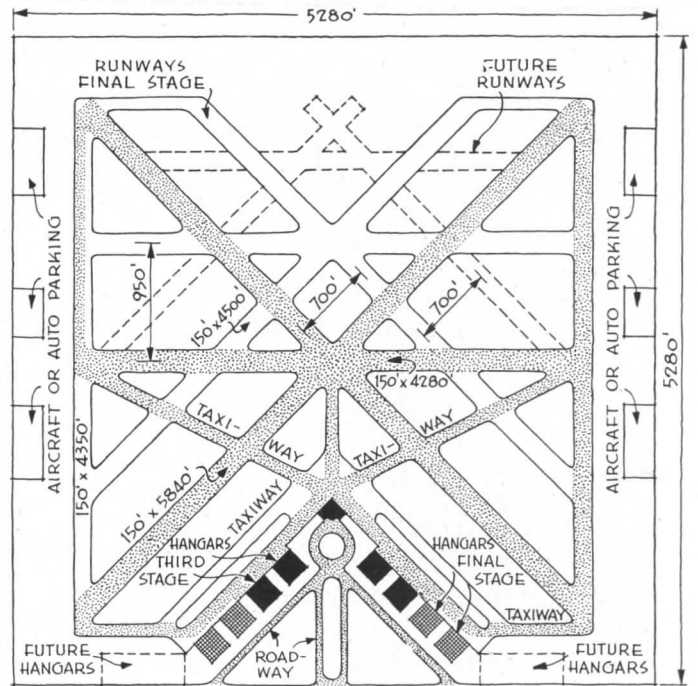 5280'
RUNWAYS
FINAL STAGE
FUTURE
RUNWAYS
AIRCRAFT OR AUTO PARKING
950'
150' x 4500'
700'
700'
AIRCRAFT OR AUTO PARKING
5280'
150' x 4280
TAXI-
WAY
TAXI-
WAY
150' x 4350'
150' x 5840'
TAXIWAY
HANGARS
THIRD
STAGE
HANGARS
FINAL
STAGE
TAXIWAY
FUTURE
HANGARS
ROAD-
WAY
FUTURE
HANGARS